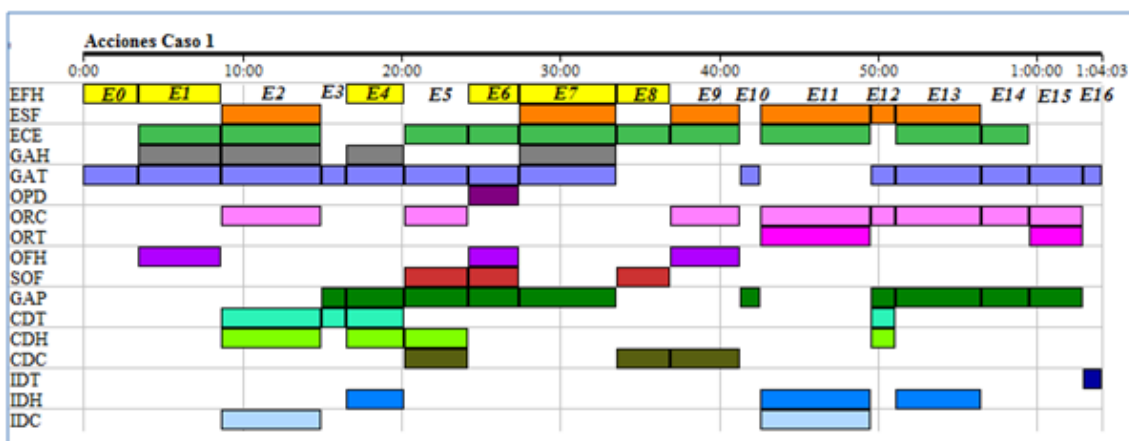 Acciones Caso 1
0:00 10:00 20:00 30:00 40:00 50:00 1:00:00 1:04:03
EFH E0 E1 E2 E3 E4 E5 E6 E7 E8 E9 E10 E11 E12 E13 E14 E15 E16
ESF
ECE
GAH
GAT
OPD
ORC
ORT
OFH
SOF
GAP
CDT
CDH
CDC
IDT
IDH
IDC